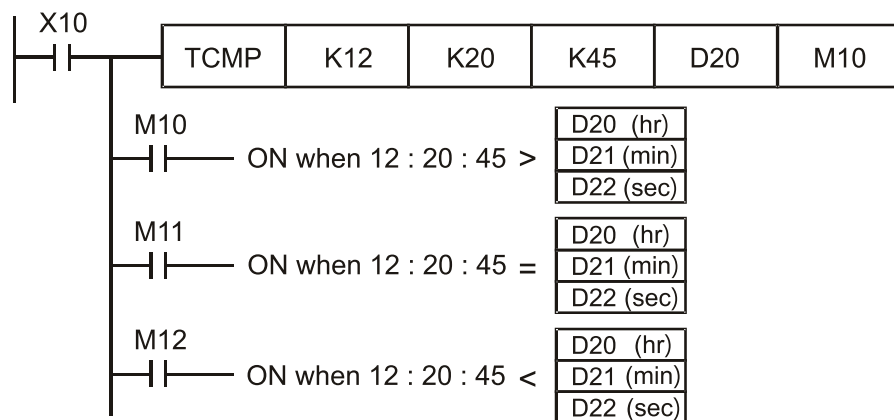 X10
TCMP K12 K20 K45 D20 M10
M10
ON when 12 : 20 : 45 >
D20 (hr)
D21 (min)
D22 (sec)
M11
ON when 12 : 20 : 45 =
D20 (hr)
D21 (min)
D22 (sec)
M12
ON when 12 : 20 : 45 <
D20 (hr)
D21 (min)
D22 (sec)